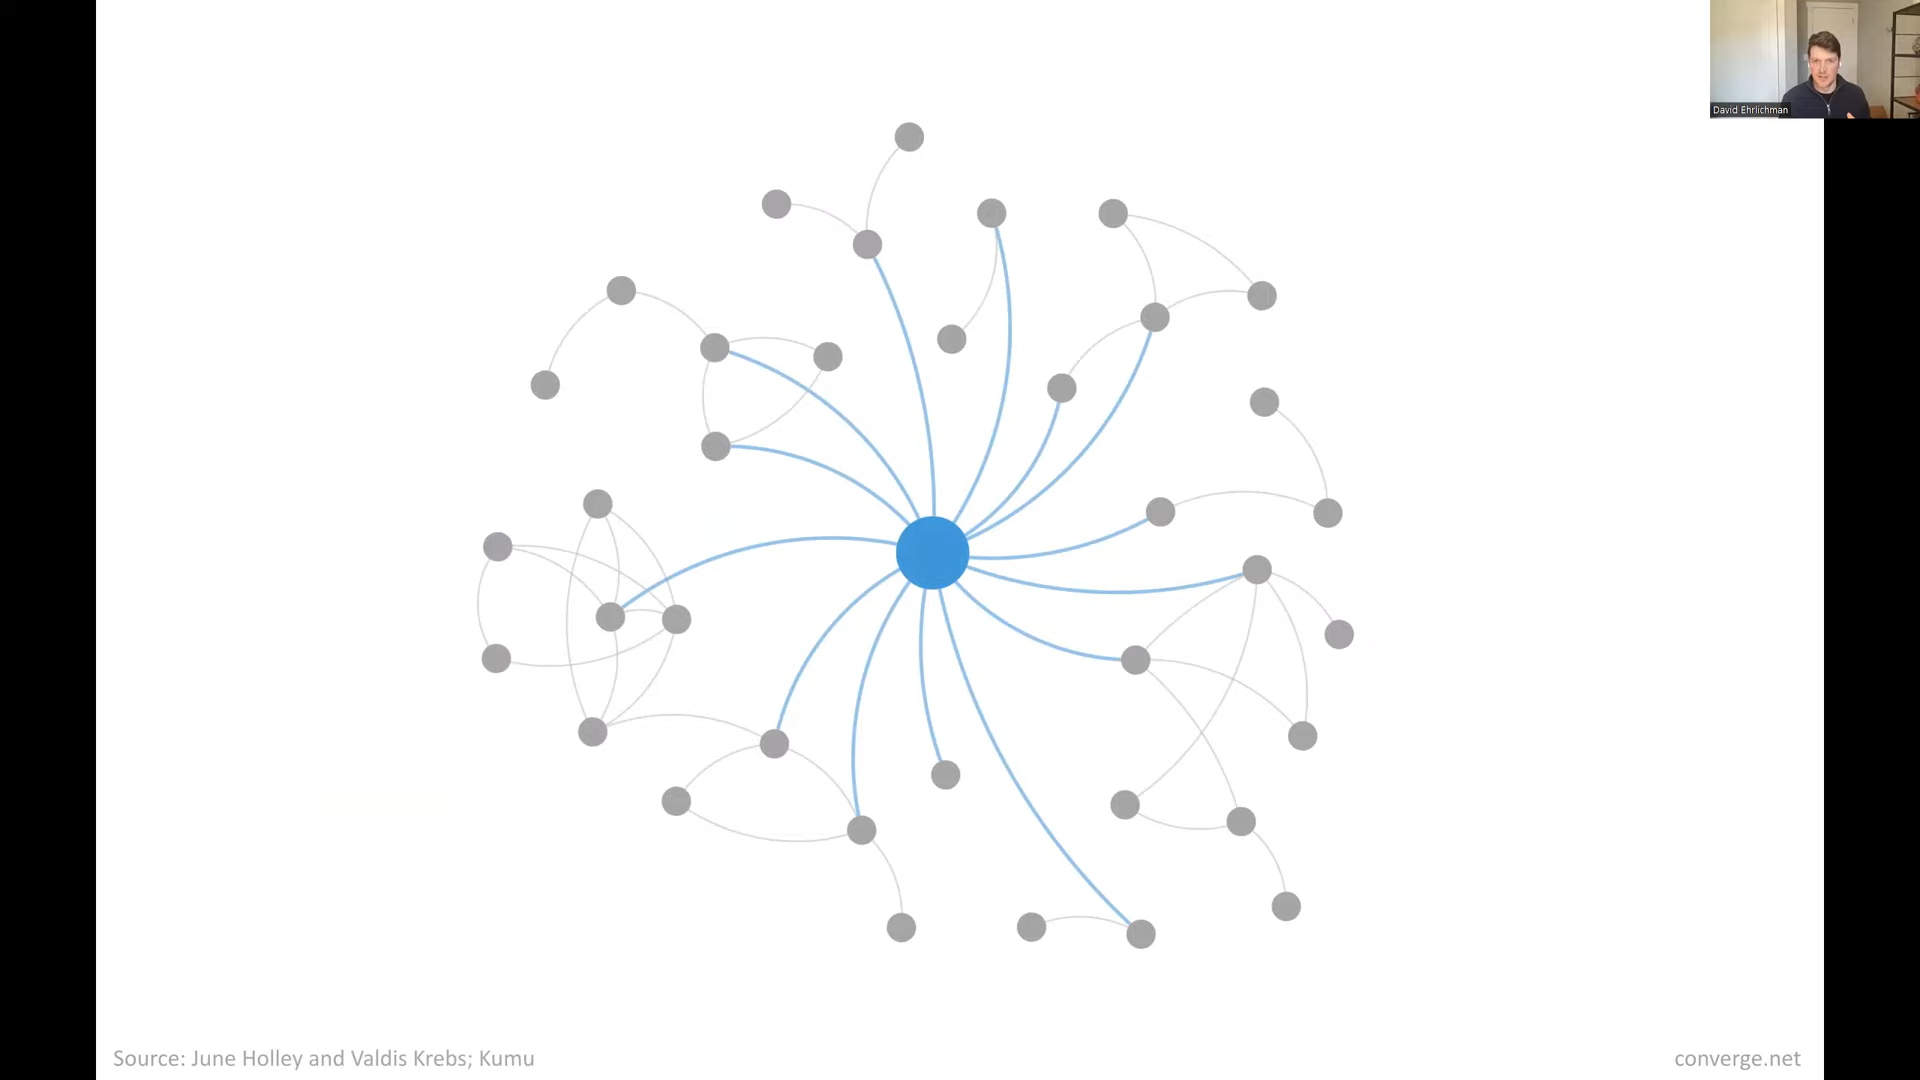 David Ehrlichman
Source: June Holley and Valdis Krebs; Kumu
converge.net